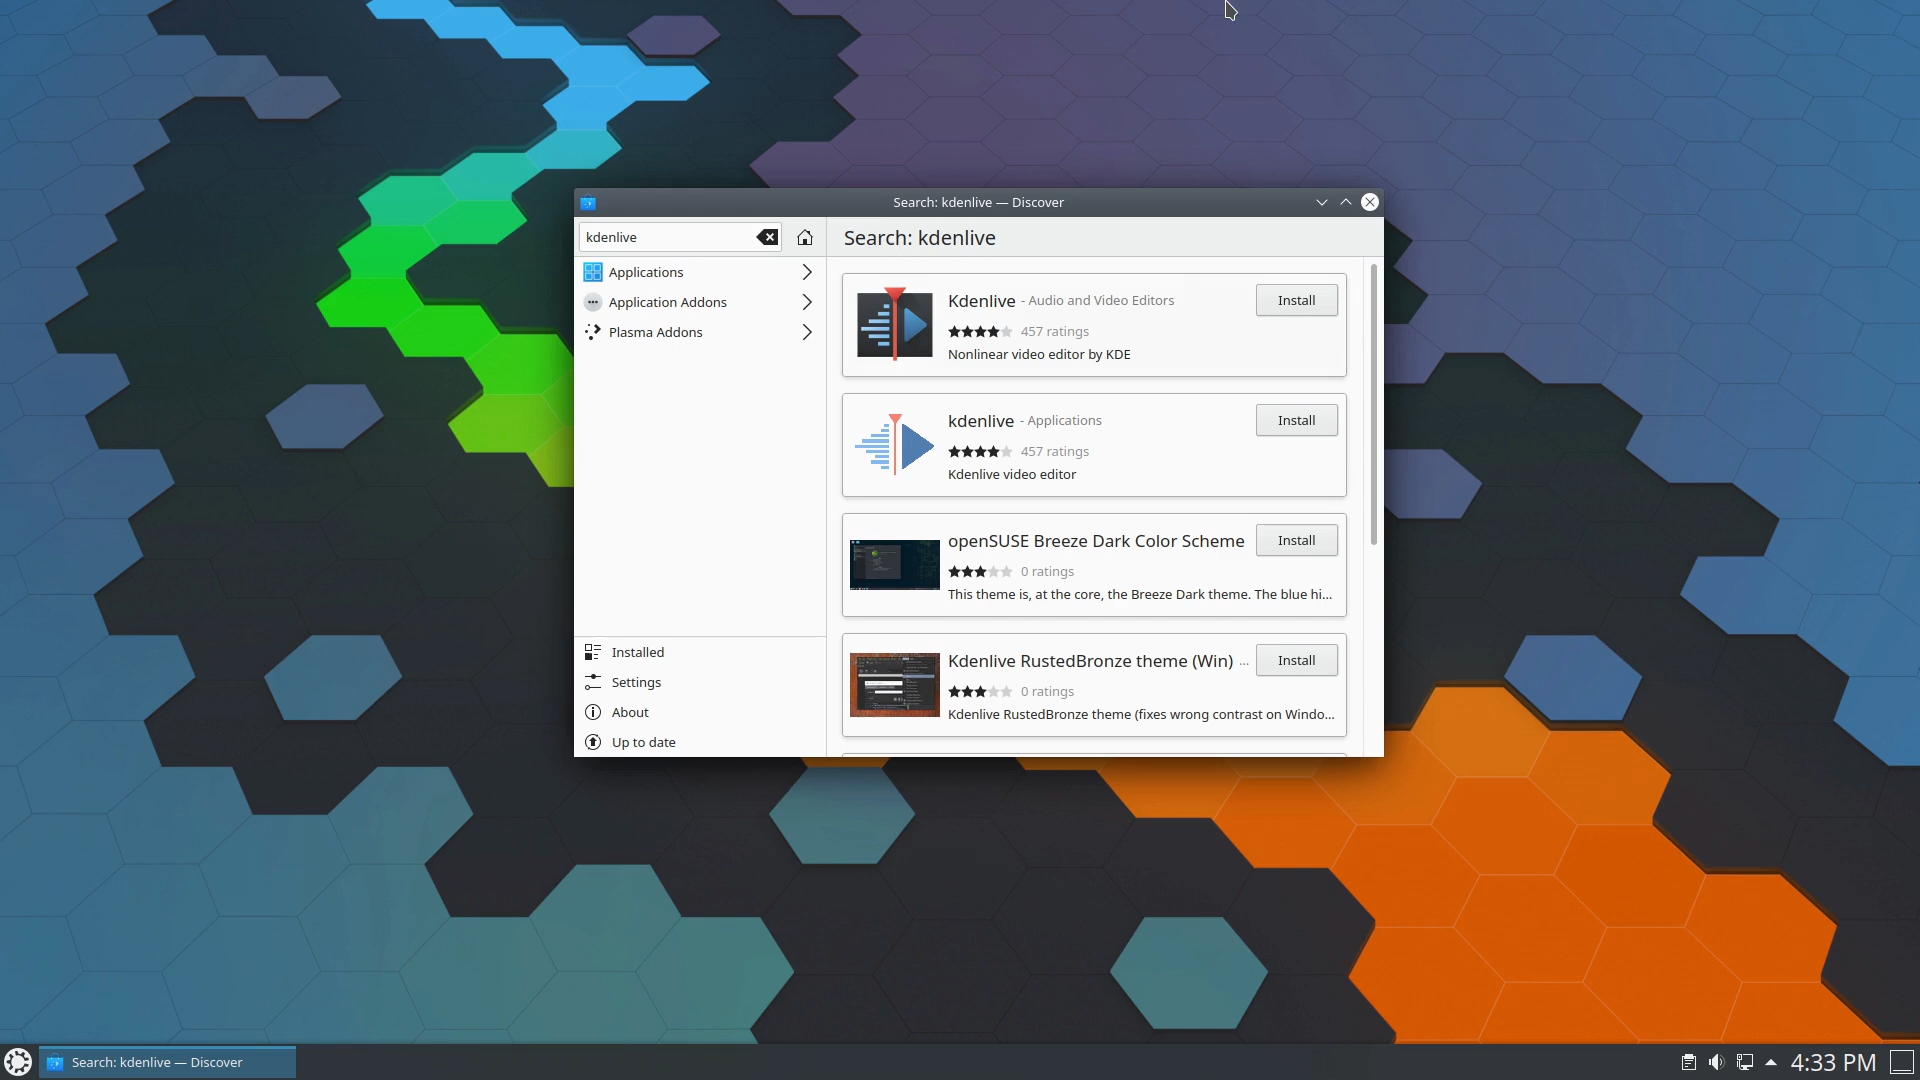 Search: kdenlive — Discover
kdenlive
Search: kdenlive
Applications
Application Addons
Plasma Addons
Kdenlive - Audio and Video Editors
Install
457 ratings
Nonlinear video editor by KDE
kdenlive - Applications
Install
457 ratings
Kdenlive video editor
openSUSE Breeze Dark Color Scheme
Install
0 ratings
This theme is, at the core, the Breeze Dark theme. The blue hi...
Kdenlive RustedBronze theme (Win) ...
Install
0 ratings
Kdenlive RustedBronze theme (fixes wrong contrast on Windo...
Installed
Settings
About
Up to date
Search: kdenlive — Discover
4:33 PM